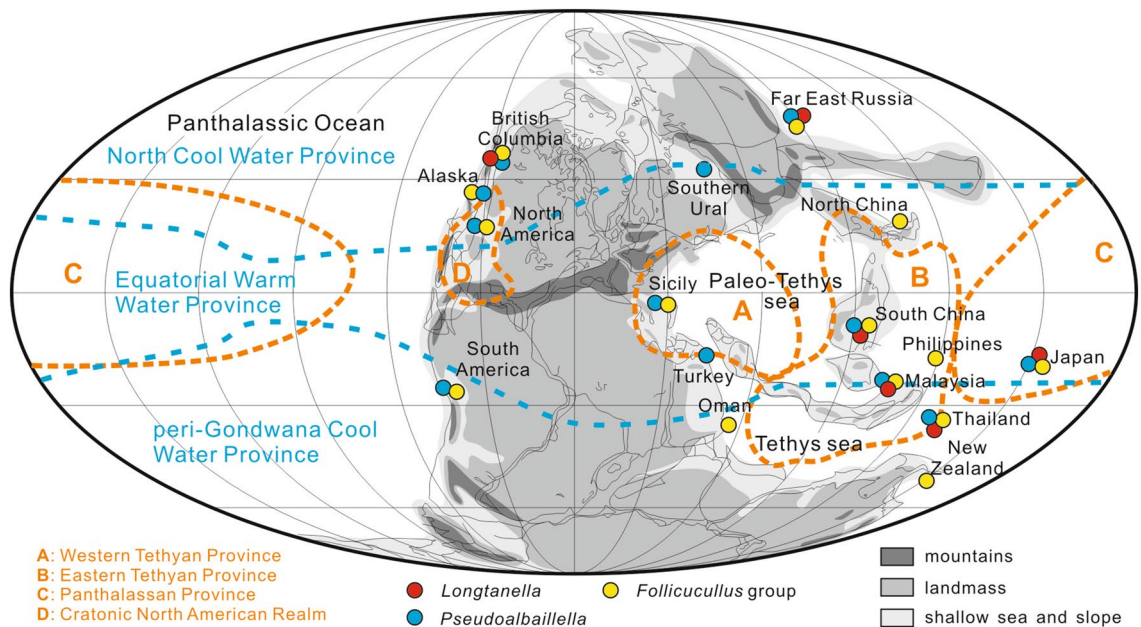 Far East Russia
British
Columbia
Panthalassic Ocean
North Cool Water Province
Alaska
Southern
Ural
North China
North
America
C
Equatorial Warm
Water Province
D
Sicily
Paleo-Tethys
sea
A
B
C
South China
Philippines
Japan
South
America
Turkey
Malaysia
Oman
Thailand
peri-Gondwana Cool
Water Province
Tethys sea
New
Zealand
A: Western Tethyan Province
B: Eastern Tethyan Province
C: Panthalassan Province
D: Cratonic North American Realm
Longtanella
Follicucullus group
Pseudoalbaillella
mountains
landmass
shallow sea and slope